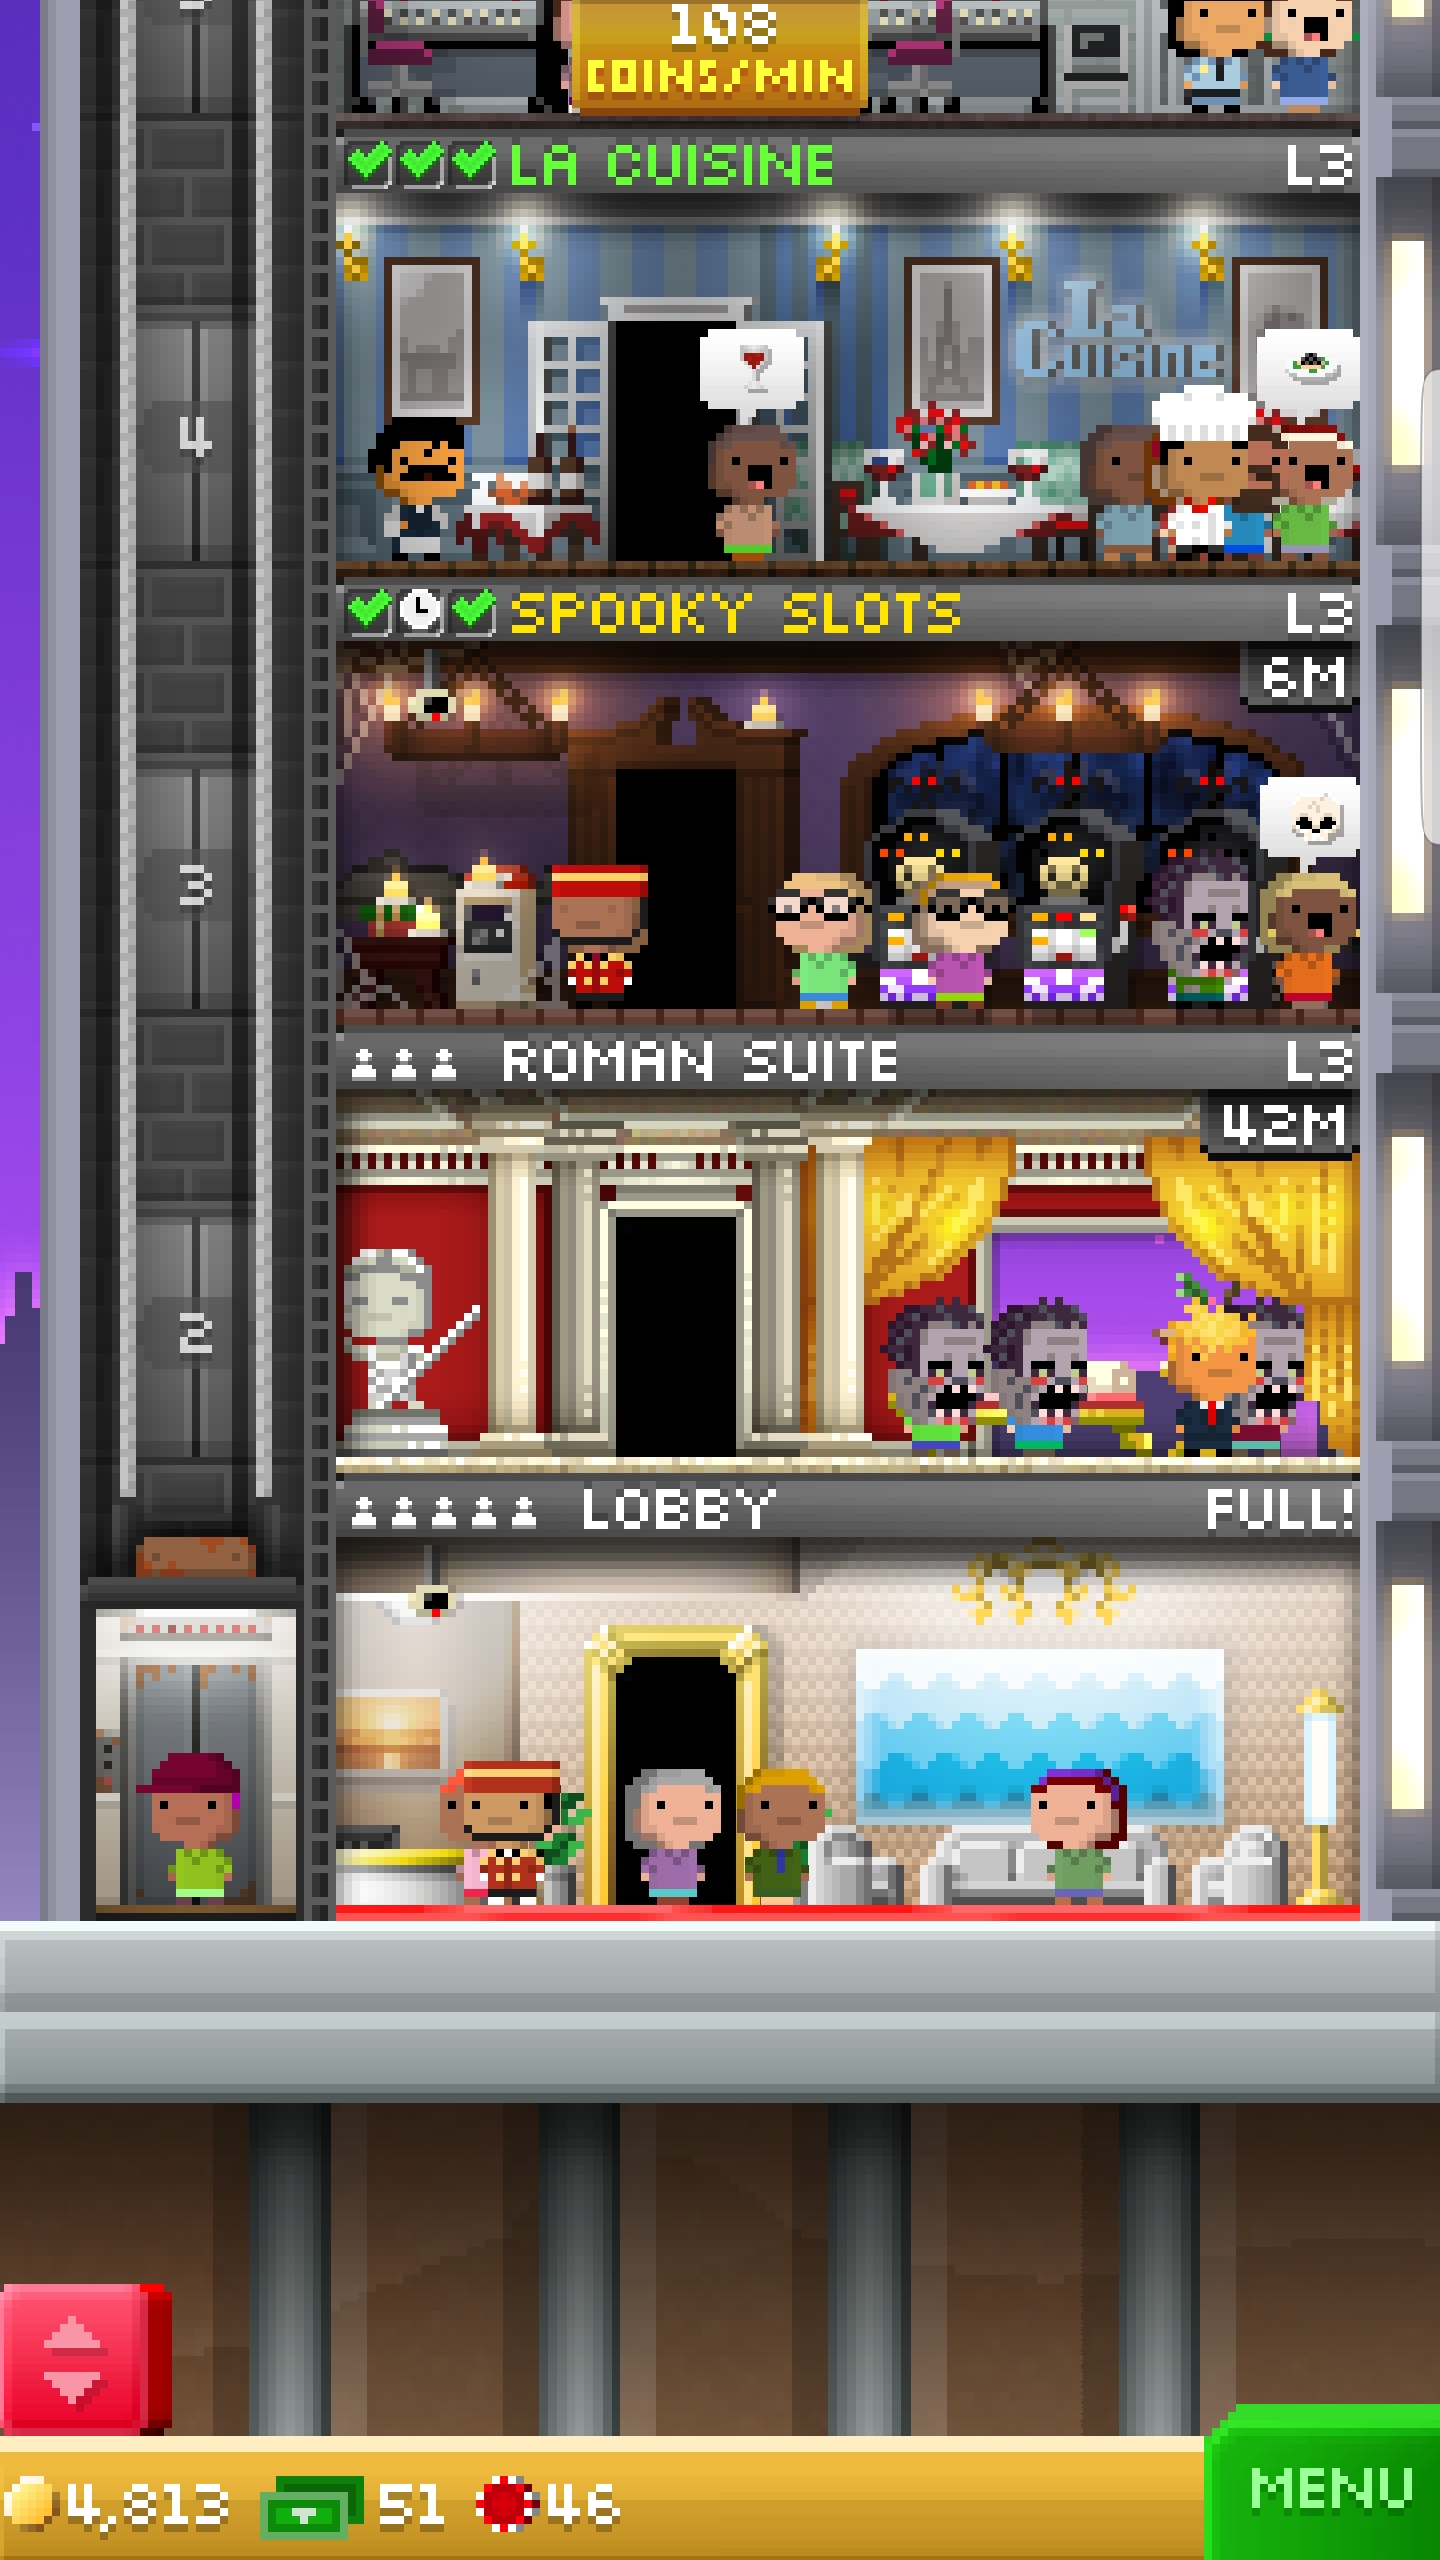 108
COINS/MIN
LA CUISINE L3
La
Cuisine
4
SPOOKY SLOTS L3
6M
3
ROMAN SUITE L3
42M
2
LOBBY FULL!
4,813 51 46
MENU